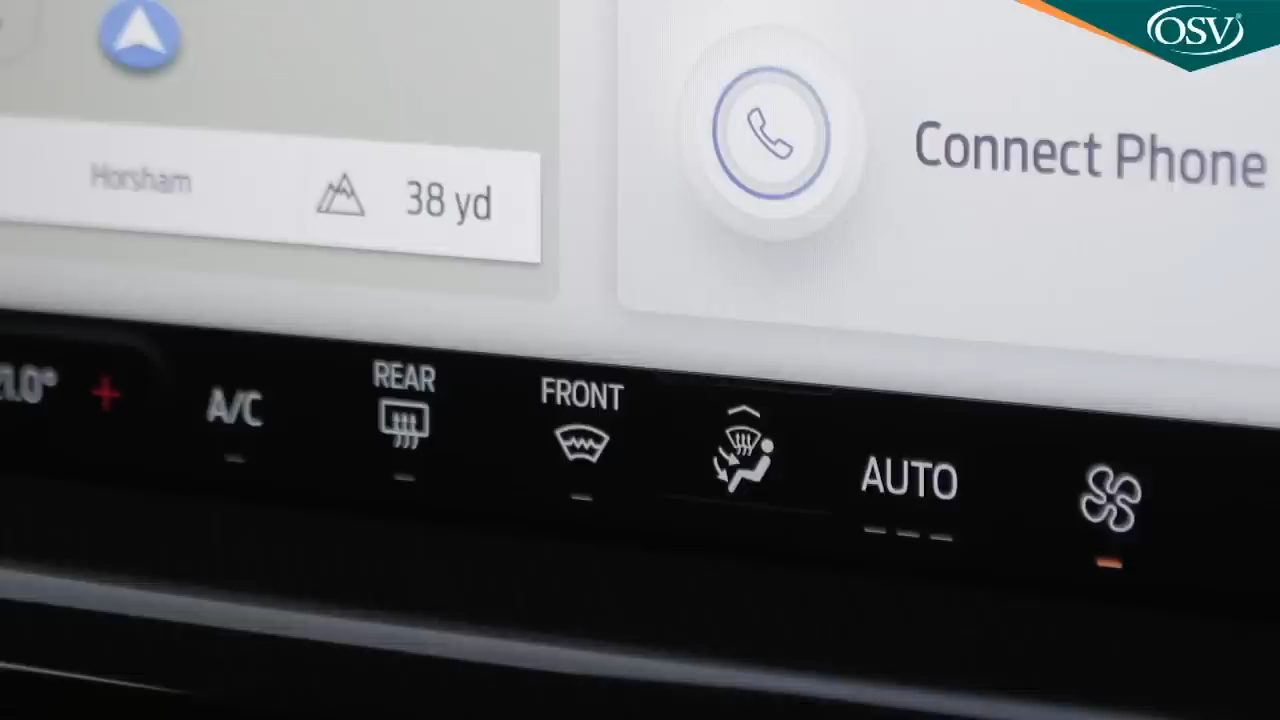 OSV
Connect Phone
Horsham
38 yd
A/C
REAR
FRONT
AUTO